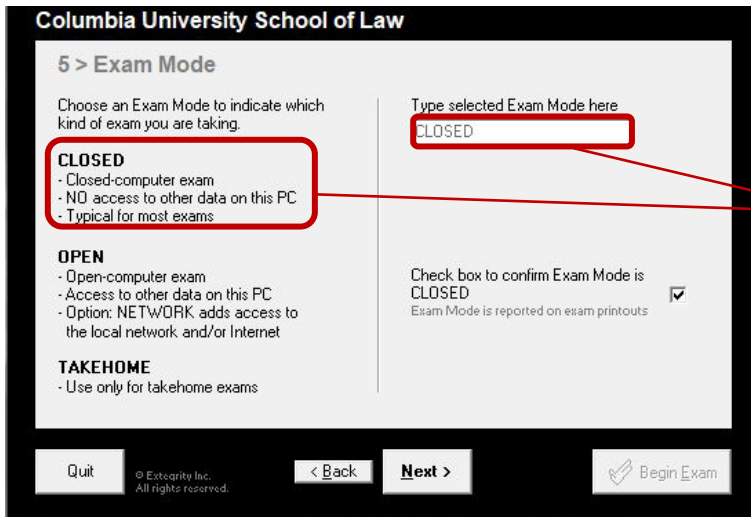 Columbia University School of Law
5 > Exam Mode
Choose an Exam Mode to indicate which
kind of exam you are taking.
CLOSED
- Closed-computer exam
- NO access to other data on this PC
- Typical for most exams
OPEN
- Open-computer exam
- Access to other data on this PC
- Option: NETWORK adds access to
the local network and/or Internet
TAKEHOME
- Use only for takehome exams
Type selected Exam Mode here
CLOSED
Check box to confirm Exam Mode is
CLOSED
Exam Mode is reported on exam printouts
Quit
© Extegrity Inc.
All rights reserved.
< Back
Next >
Begin Exam